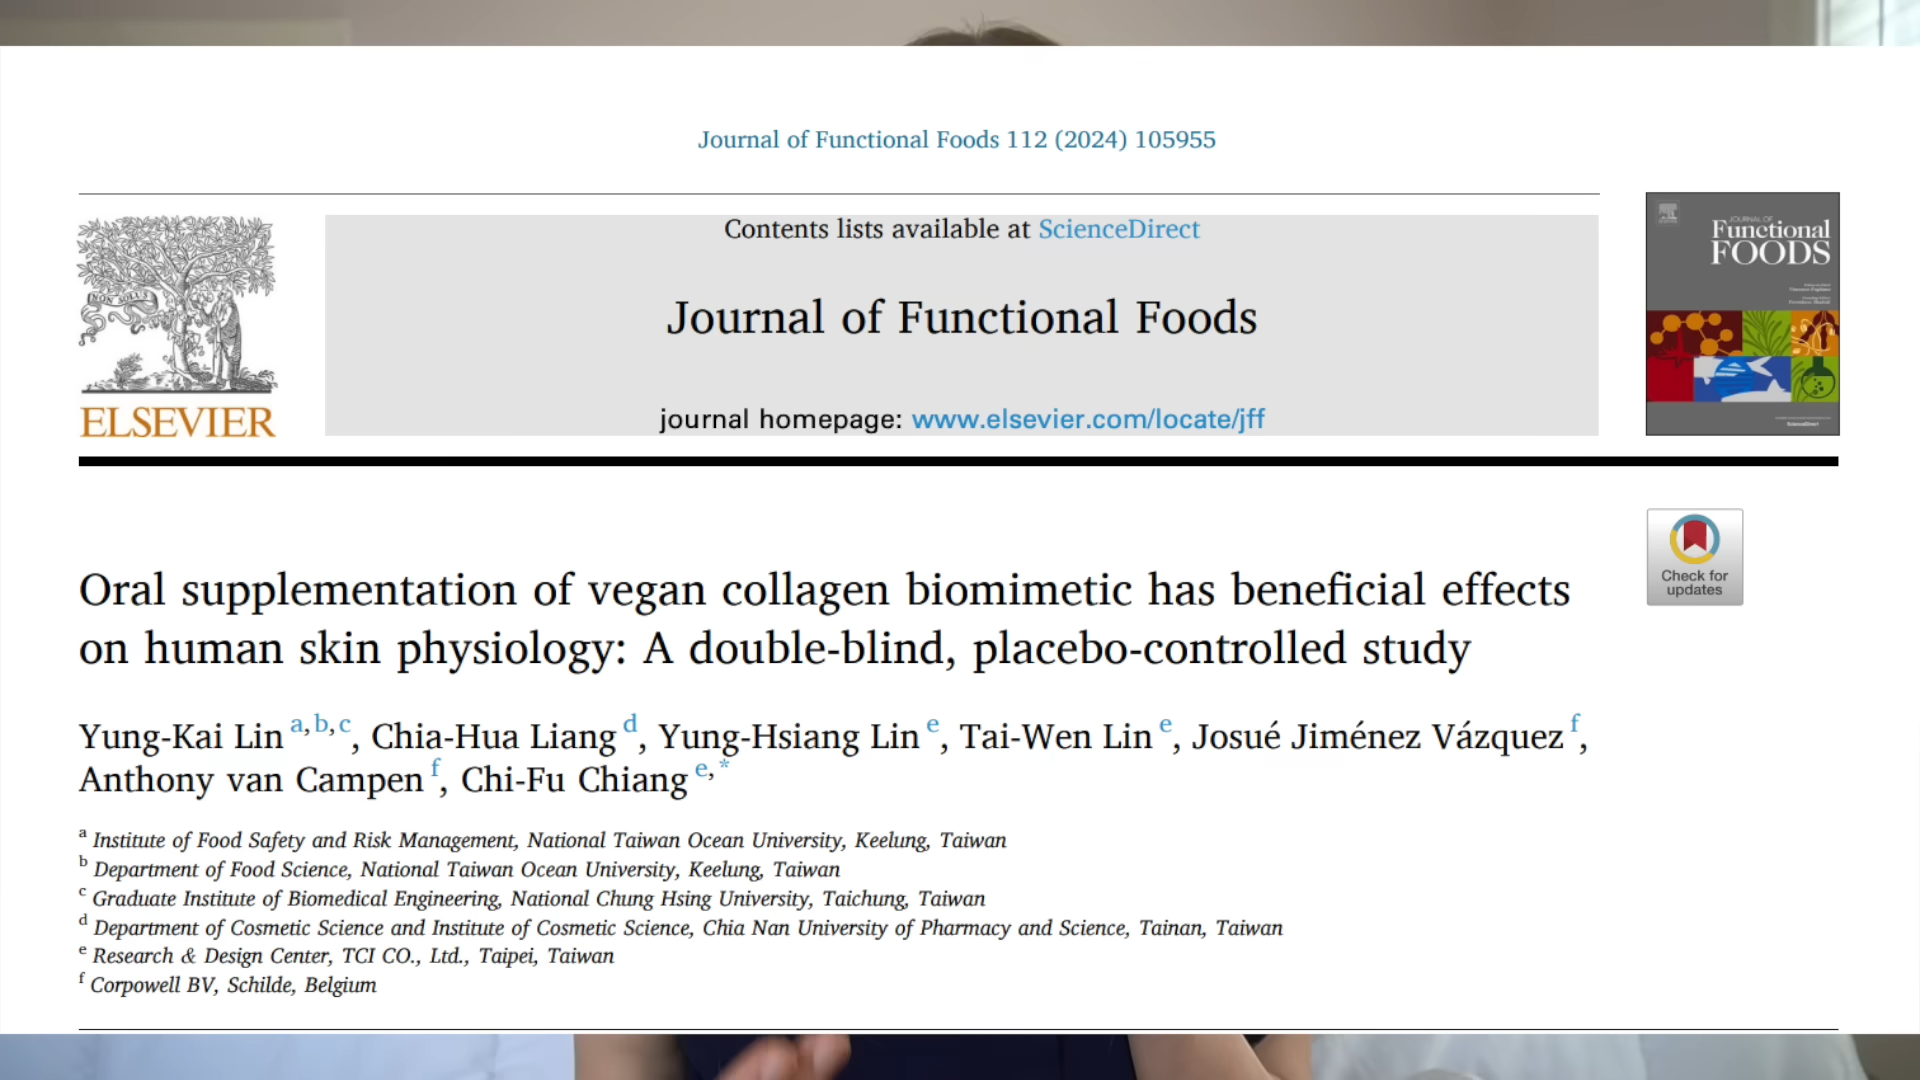 Journal of Functional Foods 112 (2024) 105955
Contents lists available at ScienceDirect
Journal of Functional Foods
journal homepage: www.elsevier.com/locate/jff
NON SOLUS
ELSEVIER
JOURNAL OF
Functional
FOODS
ScienceDirect
Check for
updates
Oral supplementation of vegan collagen biomimetic has beneficial effects
on human skin physiology: A double-blind, placebo-controlled study
Yung-Kai Lin a,b,c, Chia-Hua Liang d, Yung-Hsiang Lin e, Tai-Wen Lin e, Josué Jiménez Vázquez f,
Anthony van Campen f, Chi-Fu Chiang e,*
a Institute of Food Safety and Risk Management, National Taiwan Ocean University, Keelung, Taiwan
b Department of Food Science, National Taiwan Ocean University, Keelung, Taiwan
c Graduate Institute of Biomedical Engineering, National Chung Hsing University, Taichung, Taiwan
d Department of Cosmetic Science and Institute of Cosmetic Science, Chia Nan University of Pharmacy and Science, Tainan, Taiwan
e Research & Design Center, TCI CO., Ltd., Taipei, Taiwan
f Corpowell BV, Schilde, Belgium